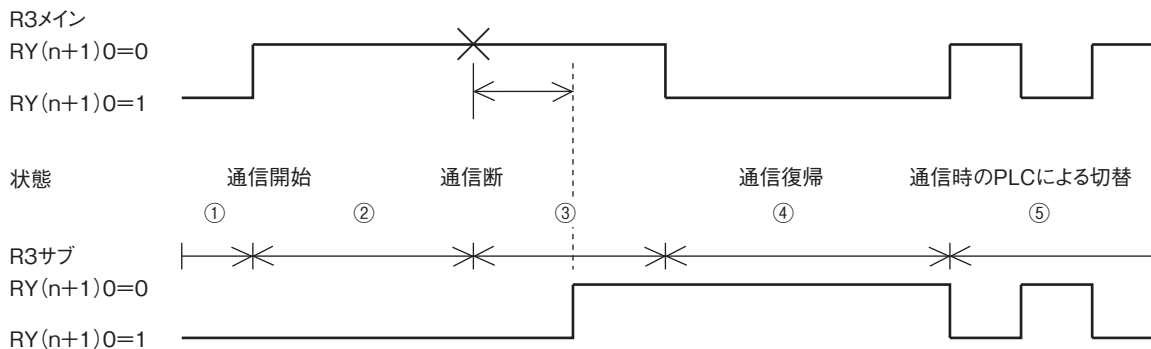 R3メイン
RY(n+1)0=0
RY(n+1)0=1
状態
通信開始
通信断
通信復帰
通信時のPLCによる切替
①
②
③
④
⑤
R3サブ
RY(n+1)0=0
RY(n+1)0=1